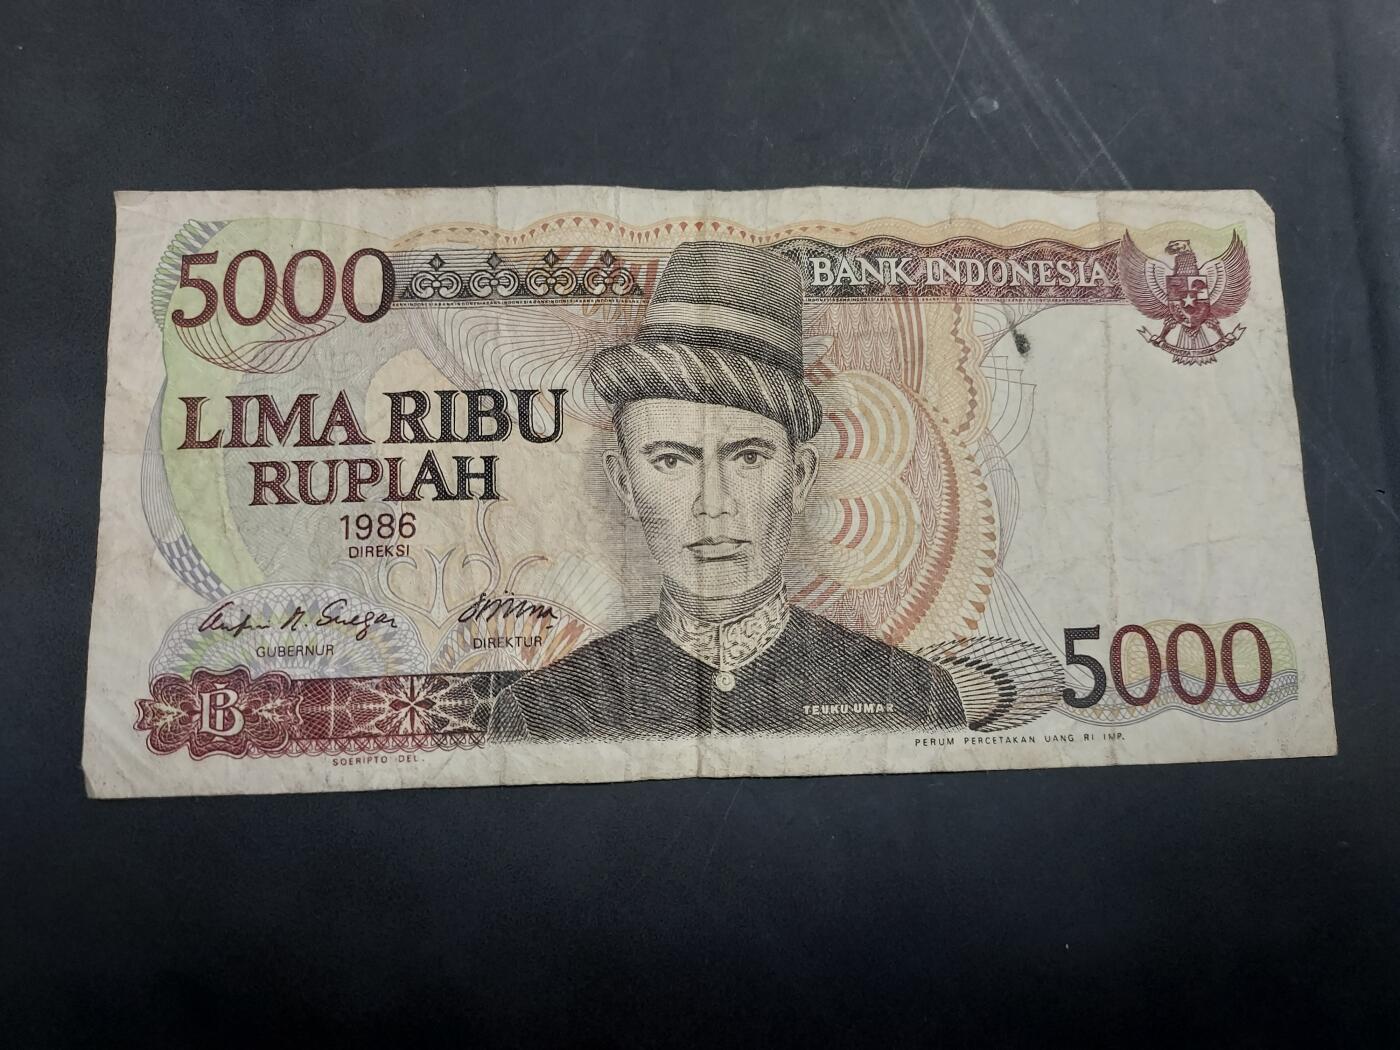 5000
BANK INDONESIA
LIMA RIBU
RUPIAH
1986
DIREKSI
GUBERNUR
DIREKTUR
5000
TEUKU UMAR
PERUM PERCETAKAN UANG RI IMP.
SOERIPTO DEL.